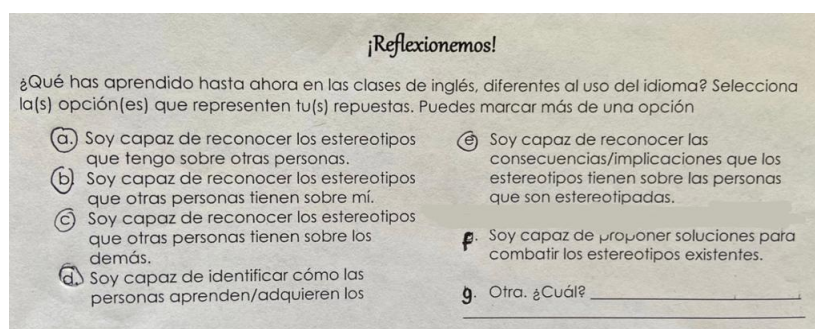 ¡Reflexionemos!
¿Qué has aprendido hasta ahora en las clases de inglés, diferentes al uso del idioma? Selecciona
la(s) opción(es) que representen tu(s) repuestas. Puedes marcar más de una opción
a. Soy capaz de reconocer los estereotipos
que tengo sobre otras personas.
b. Soy capaz de reconocer los estereotipos
que otras personas tienen sobre mí.
c. Soy capaz de reconocer los estereotipos
que otras personas tienen sobre los
demás.
d. Soy capaz de identificar cómo las
personas aprenden/adquieren los
e. Soy capaz de reconocer las
consecuencias/implicaciones que los
estereotipos tienen sobre las personas
que son estereotipadas.
f. Soy capaz de proponer soluciones para
combatir los estereotipos existentes.
g. Otra. ¿Cuál?